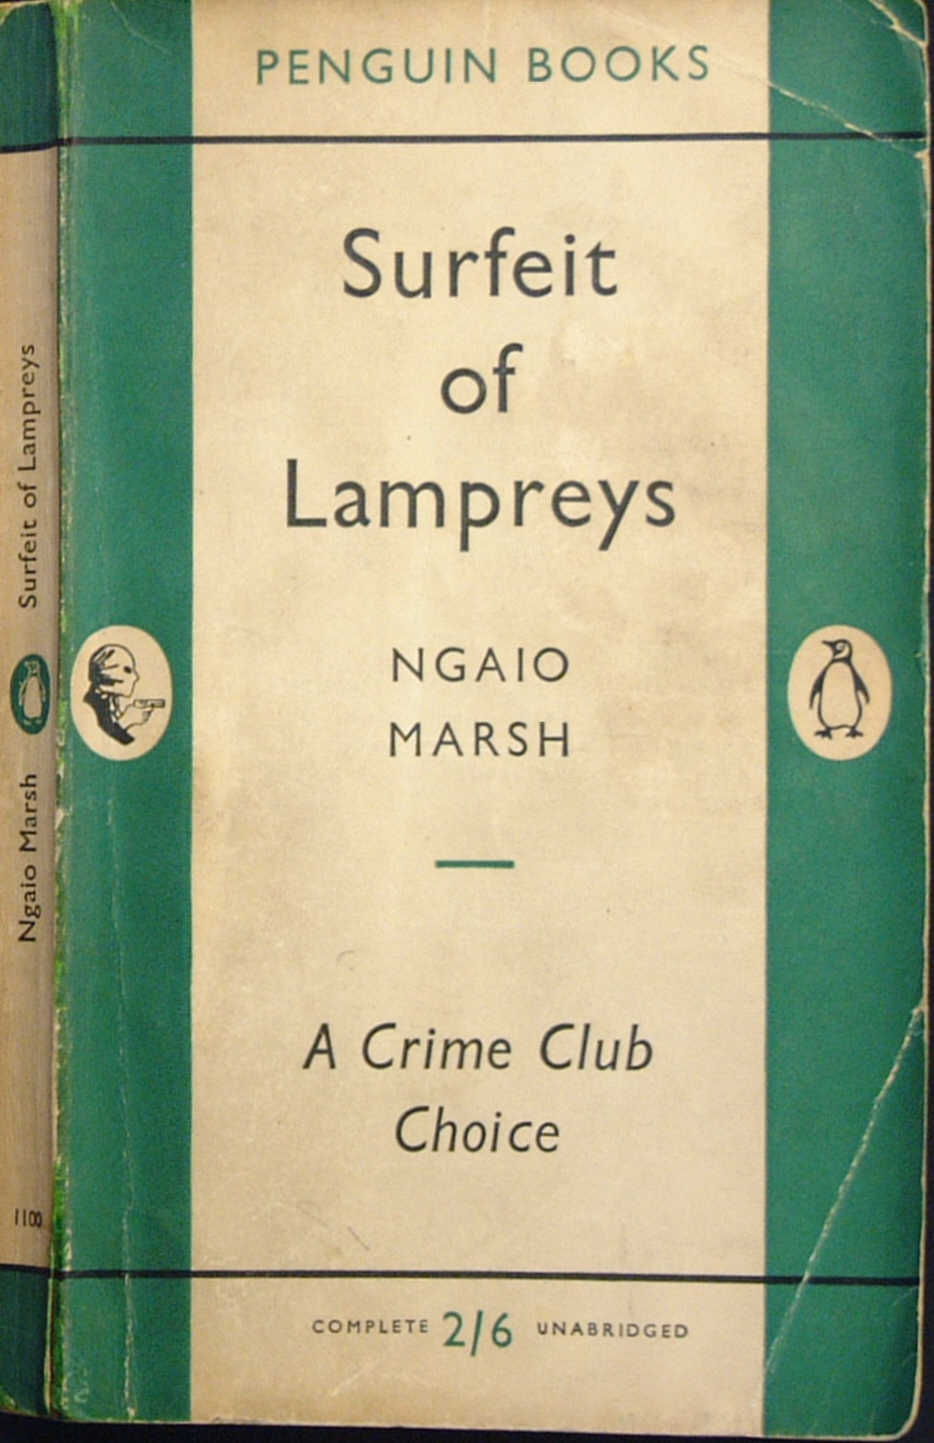 PENGUIN BOOKS
Surfeit
of
Lampreys
NGAIO
MARSH
A Crime Club
Choice
COMPLETE 2/6 UNABRIDGED
Ngaio Marsh Surfeit of Lampreys
1100